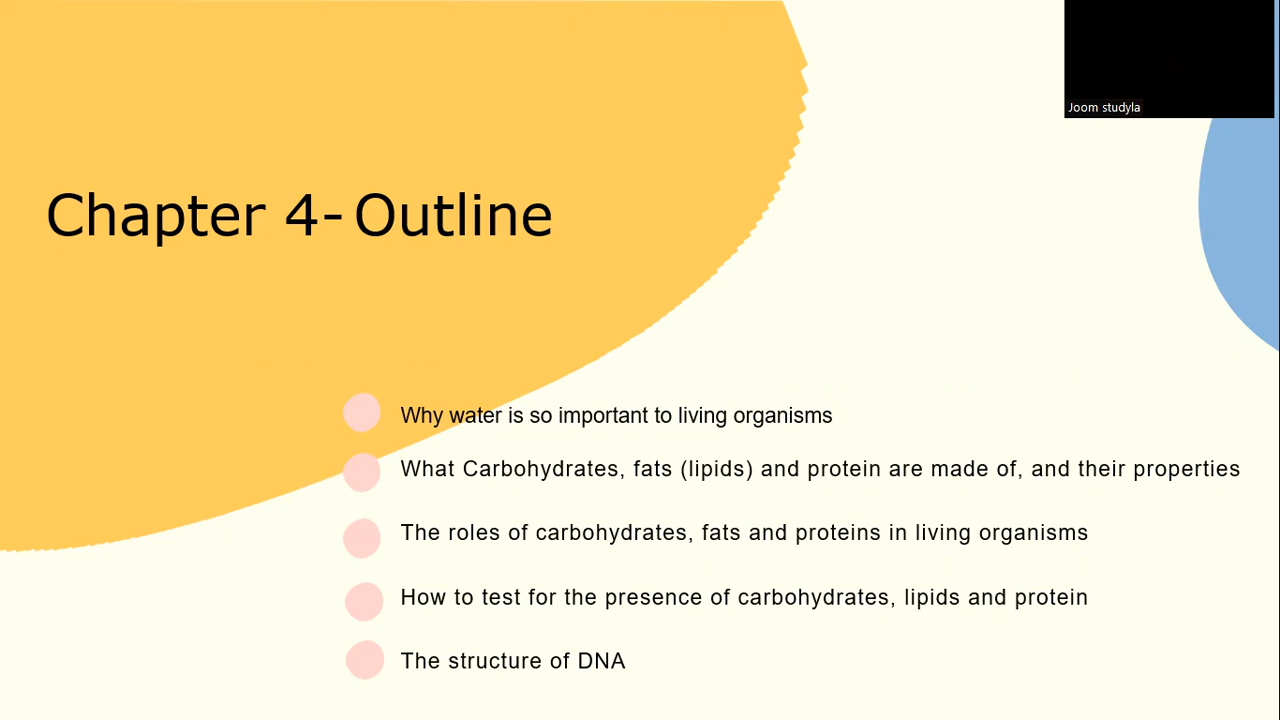 Joom studyla
Chapter 4- Outline
Why water is so important to living organisms
What Carbohydrates, fats (lipids) and protein are made of, and their properties
The roles of carbohydrates, fats and proteins in living organisms
How to test for the presence of carbohydrates, lipids and protein
The structure of DNA